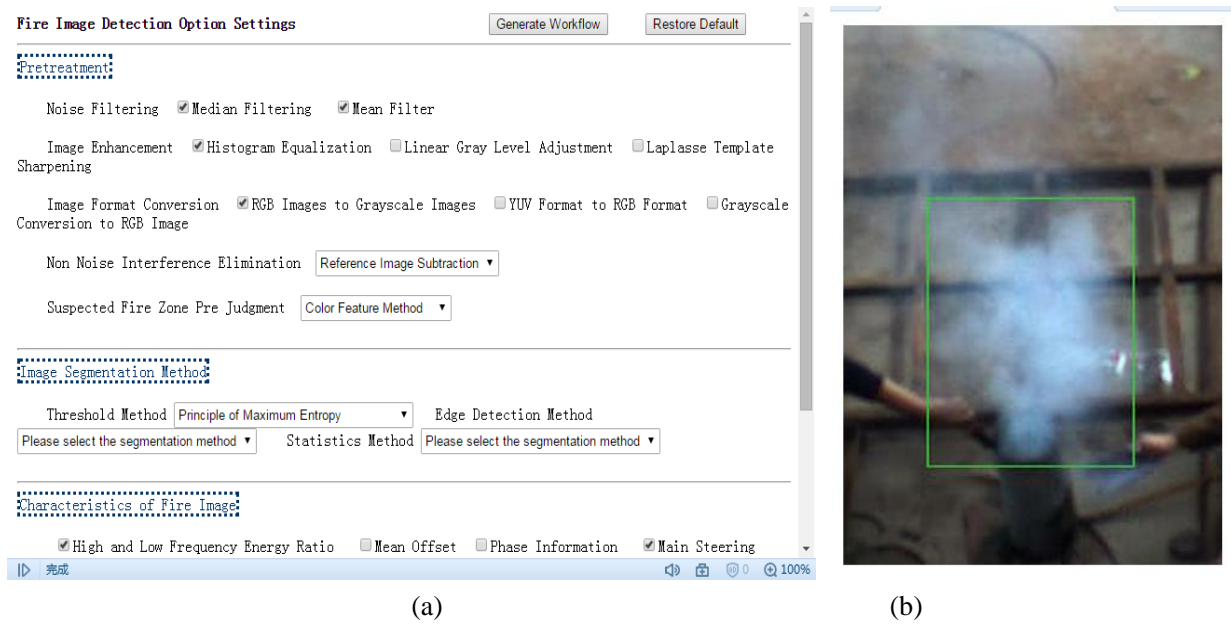 Fire Image Detection Option Settings Generate Workflow Restore Default
Pretreatment
Noise Filtering Median Filtering Mean Filter
Image Enhancement Histogram Equalization Linear Gray Level Adjustment Laplasse Template
Sharpening
Image Format Conversion RGB Images to Grayscale Images YUV Format to RGB Format Grayscale
Conversion to RGB Image
Non Noise Interference Elimination Reference Image Subtraction
Suspected Fire Zone Pre Judgment Color Feature Method
Image Segmentation Method
Threshold Method Principle of Maximum Entropy Edge Detection Method
Please select the segmentation method Statistics Method Please select the segmentation method
Characteristics of Fire Image
High and Low Frequency Energy Ratio Mean Offset Phase Information Main Steering
完成 0 100%
(a) (b)